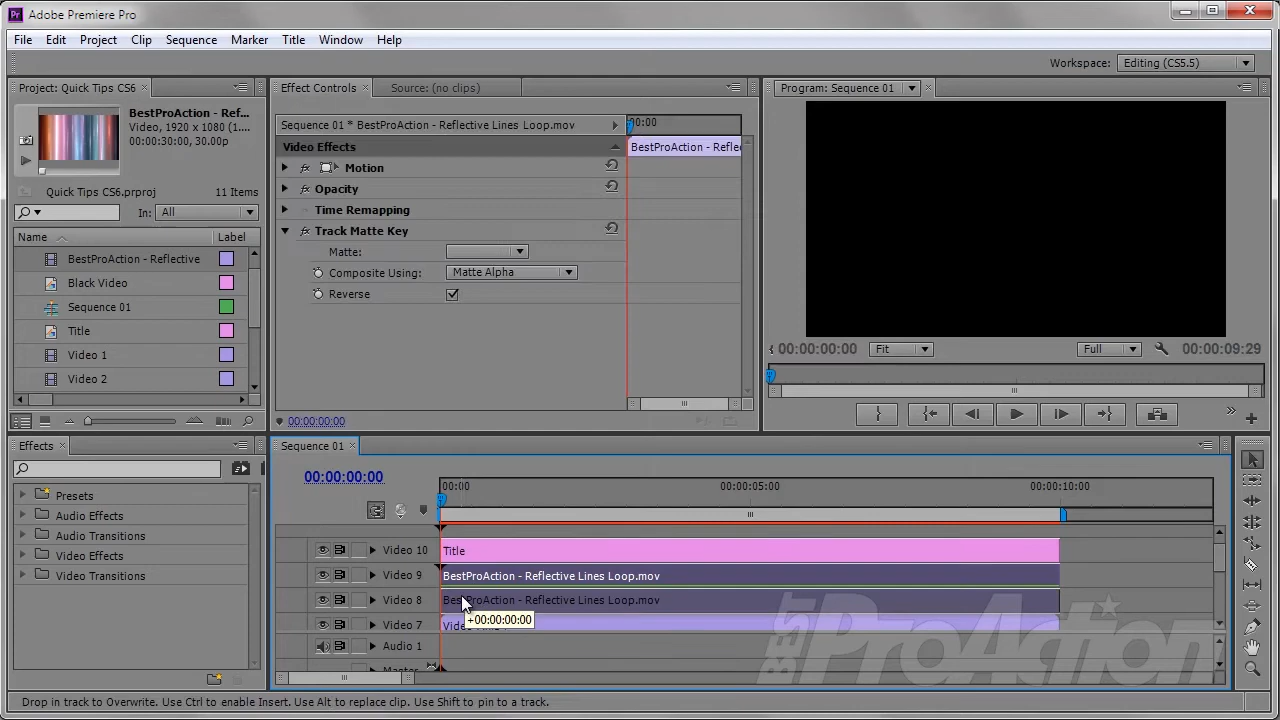 Adobe Premiere Pro
File Edit Project Clip Sequence Marker Title Window Help
Workspace: Editing (CS5.5)
Project: Quick Tips CS6
BestProAction - Ref...
Video, 1920 x 1080 (1....
00:00:30:00, 30.00p
Quick Tips CS6.prproj 11 Items
In: All
Name Label
BestProAction - Reflective
Black Video
Sequence 01
Title
Video 1
Video 2
Effect Controls Source: (no clips)
Sequence 01 * BestProAction - Reflective Lines Loop.mov
00:00
Video Effects
BestProAction - Refle
fx Motion
fx Opacity
fx Time Remapping
fx Track Matte Key
Matte:
Composite Using: Matte Alpha
Reverse
00:00:00:00
Program: Sequence 01
00:00:00:00 Fit Full 00:00:09:29
Effects
Presets
Audio Effects
Audio Transitions
Video Effects
Video Transitions
Sequence 01
00:00:00:00
00:00 00:00:05:00 00:00:10:00
Video 10 Title
Video 9 BestProAction - Reflective Lines Loop.mov
Video 8 BestProAction - Reflective Lines Loop.mov
+00:00:00:00
Video 7
Audio 1
Master
BEST ProAction
Drop in track to Overwrite. Use Ctrl to enable Insert. Use Alt to replace clip. Use Shift to pin to a track.